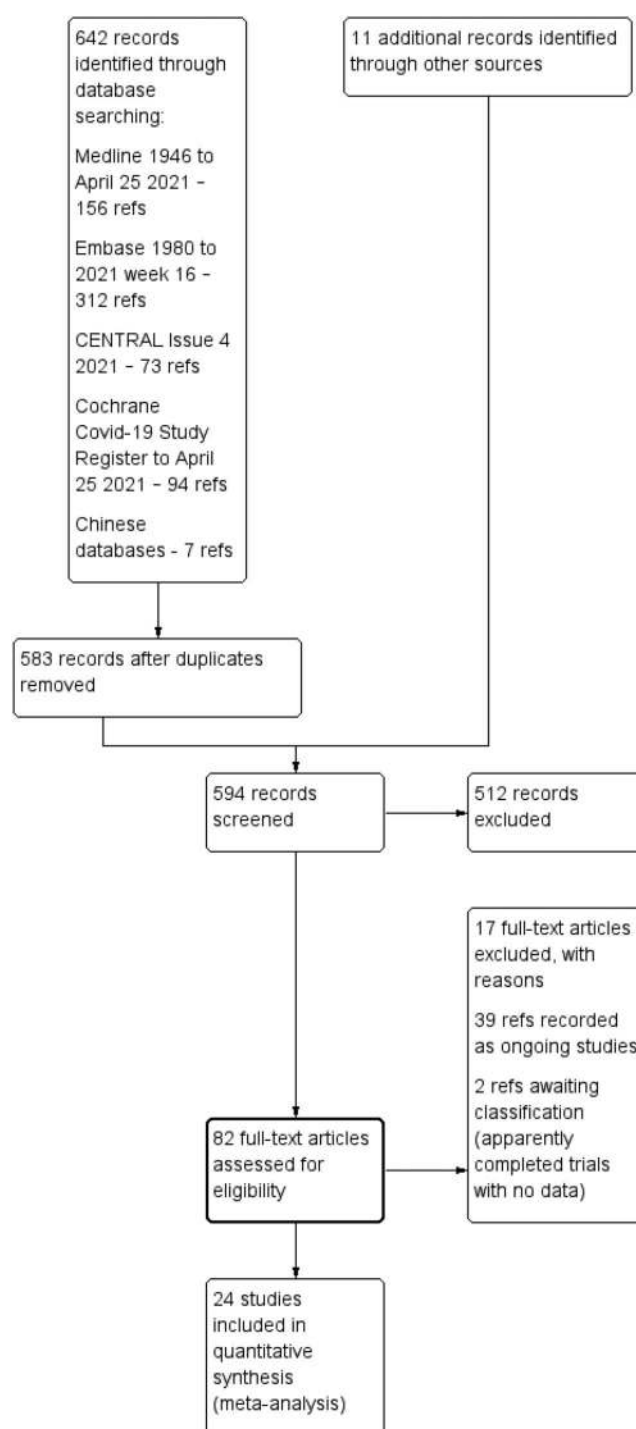 642 records
identified through
database
searching:
Medline 1946 to
April 25 2021 –
156 refs
Embase 1980 to
2021 week 16 –
312 refs
CENTRAL Issue 4
2021 – 73 refs
Cochrane
Covid-19 Study
Register to April
25 2021 – 94 refs
Chinese
databases - 7 refs
11 additional records identified
through other sources
583 records after duplicates
removed
594 records
screened
512 records
excluded
17 full-text articles
excluded, with
reasons
39 refs recorded
as ongoing studies
2 refs awaiting
classification
(apparently
completed trials
with no data)
82 full-text articles
assessed for
eligibility
24 studies
included in
quantitative
synthesis
(meta-analysis)